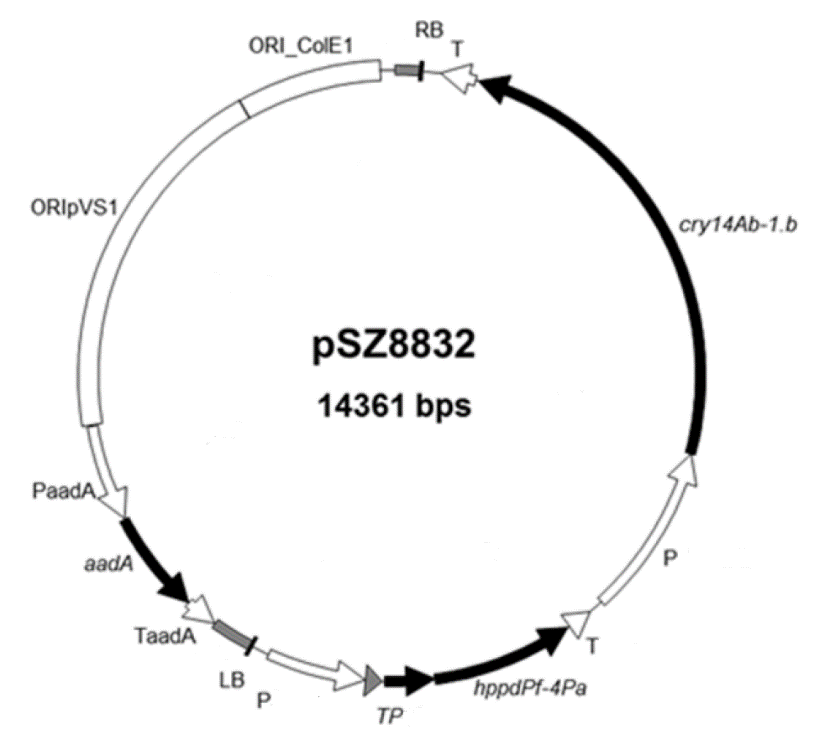 RB
T
ORI_ColE1
cry14Ab-1.b
ORIpVS1
pSZ8832
14361 bps
PaadA
aadA
P
TaadA
T
LB
P
hppdPf-4Pa
TP